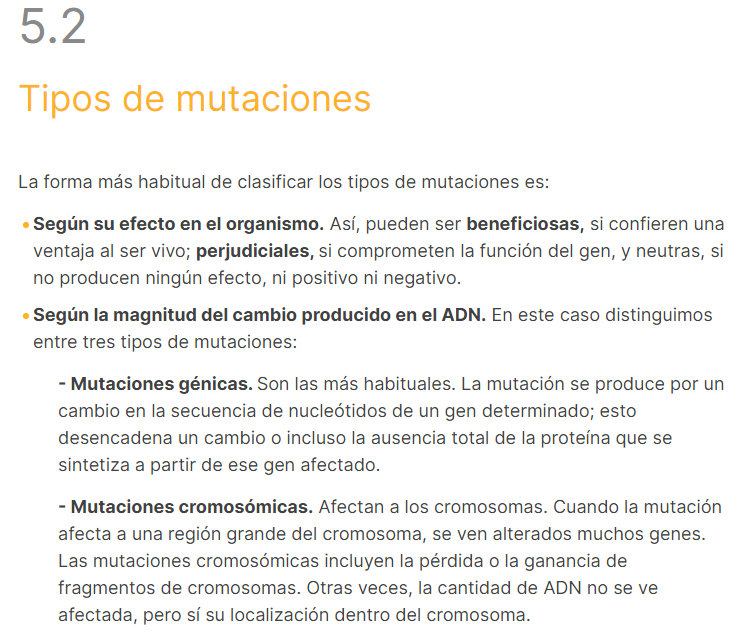 5.2
Tipos de mutaciones
La forma más habitual de clasificar los tipos de mutaciones es:
• Según su efecto en el organismo. Así, pueden ser beneficiosas, si confieren una
ventaja al ser vivo; perjudiciales, si comprometen la función del gen, y neutras, si
no producen ningún efecto, ni positivo ni negativo.
• Según la magnitud del cambio producido en el ADN. En este caso distinguimos
entre tres tipos de mutaciones:
- Mutaciones génicas. Son las más habituales. La mutación se produce por un
cambio en la secuencia de nucleótidos de un gen determinado; esto
desencadena un cambio o incluso la ausencia total de la proteína que se
sintetiza a partir de ese gen afectado.
- Mutaciones cromosómicas. Afectan a los cromosomas. Cuando la mutación
afecta a una región grande del cromosoma, se ven alterados muchos genes.
Las mutaciones cromosómicas incluyen la pérdida o la ganancia de
fragmentos de cromosomas. Otras veces, la cantidad de ADN no se ve
afectada, pero sí su localización dentro del cromosoma.